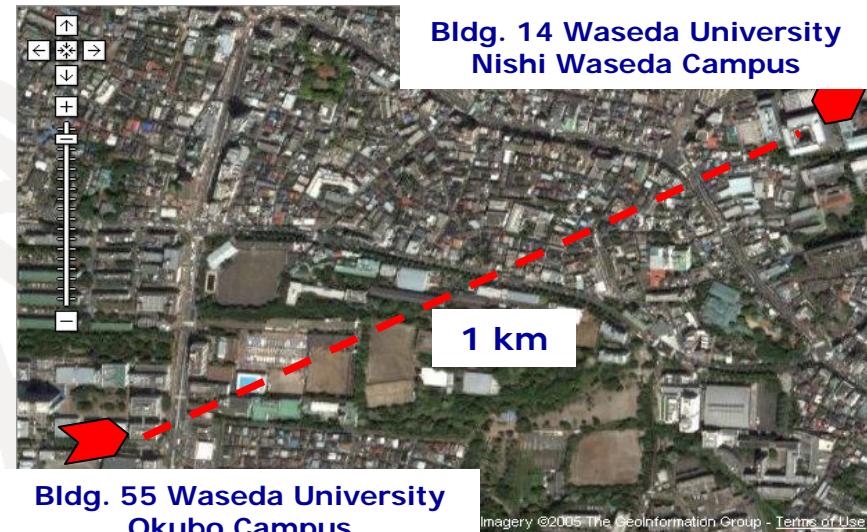 Bldg. 14 Waseda University
Nishi Waseda Campus
1 km
Bldg. 55 Waseda University
Okubo Campus
Imagery ©2005 The GeoInformation Group - Terms of Use